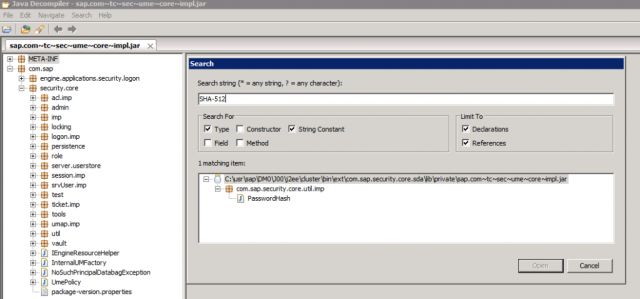 Java Decompiler - sap.com~tc~sec~ume~core~impl.jar
File Edit Navigate Search Help
sap.com~tc~sec~ume~core~impl.jar
META-INF
com.sap
engine.applications.security.logon
security.core
acl.imp
admin
imp
locking
logon.imp
persistence
role
server.userstore
session.imp
srvUser.imp
test
ticket.imp
tools
umap.imp
util
vault
IEngineResourceHelper
InternalUMFactory
NoSuchPrincipalDatabagException
UmePolicy
package-version.properties
Search
Search string (* = any string, ? = any character):
SHA-512
Search For
Type Constructor String Constant
Field Method
Limit To
Declarations
References
1 matching item:
C:\usr\sap\DM0\J00\j2ee\cluster\bin\ext\com.sap.security.core.sda\lib\private\sap.com~tc~sec~ume~core~impl.jar
com.sap.security.core.util.imp
PasswordHash
Open Cancel